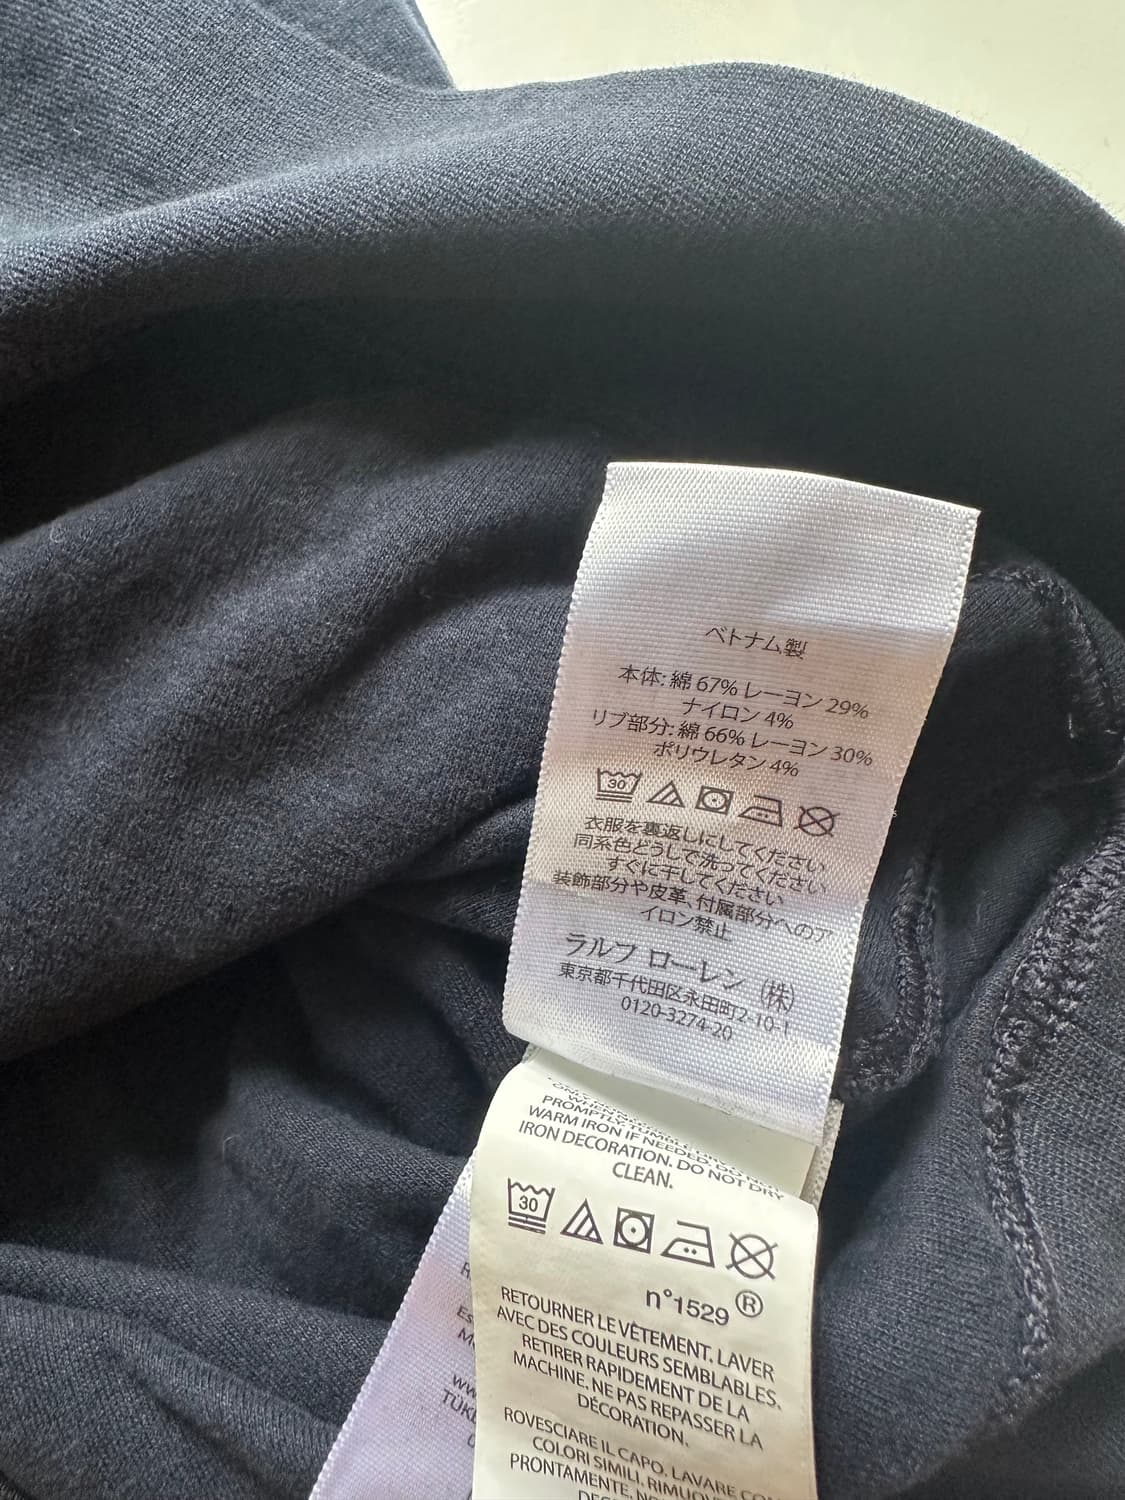 ベトナム製
本体: 綿 67% レーヨン 29%
ナイロン 4%
リブ部分: 綿 66% レーヨン 30%
ポリウレタン 4%
30
衣服を裏返しにしてください
同系色どうしで洗ってください
すぐに干してください
装飾部分や皮革、付属部分へのア
イロン禁止
ラルフ ローレン (株)
東京都千代田区永田町2-10-1
0120-3274-20
PROMPTLY
WARM IRON IF NEEDED. DO NOT
IRON DECORATION. DO NOT DRY
CLEAN.
30
n°1529 ®
RETOURNER LE VÊTEMENT. LAVER
AVEC DES COULEURS SEMBLABLES.
RETIRER RAPIDEMENT DE LA
MACHINE. NE PAS REPASSER LA
DÉCORATION.
ROVESCIARE IL CAPO. LAVARE CON
COLORI SIMILI. RIMUOV
PRONTAMENTE. NO